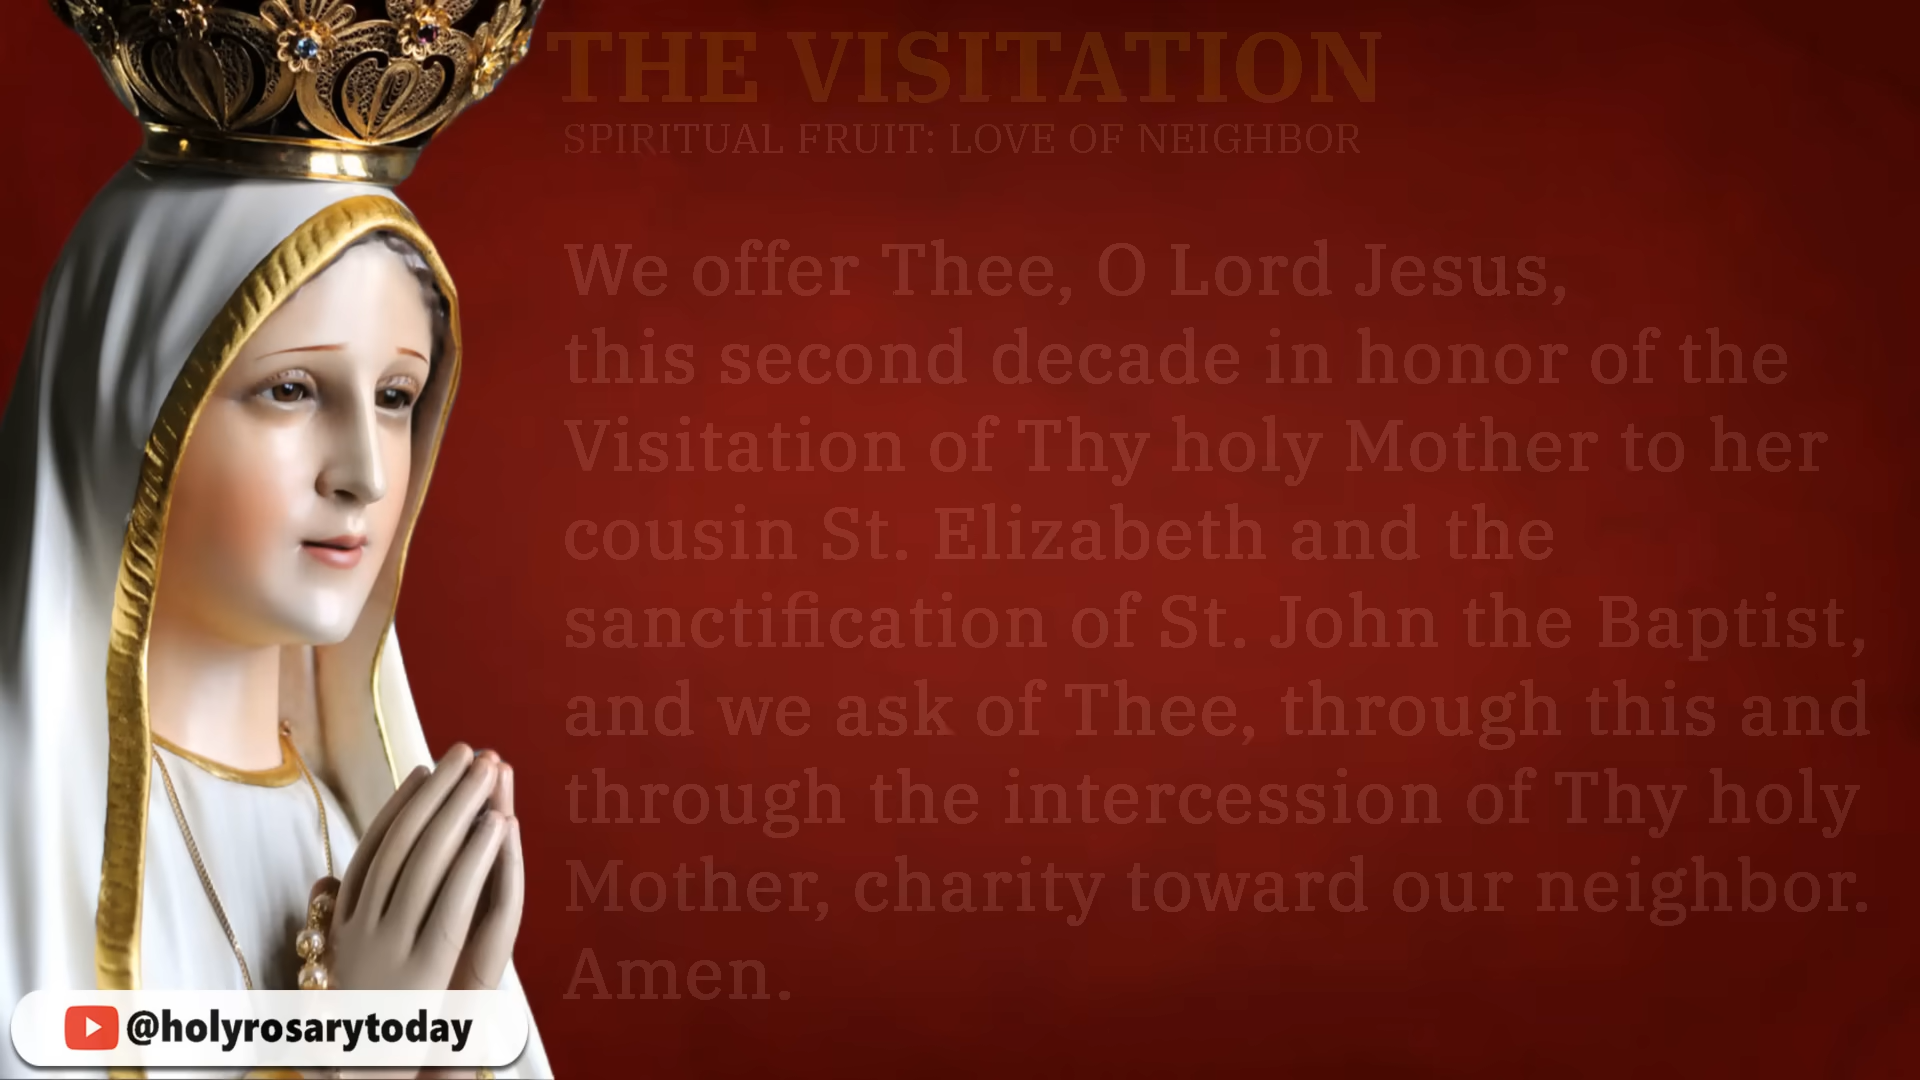 THE VISITATION
SPIRITUAL FRUIT: LOVE OF NEIGHBOR
We offer Thee, O Lord Jesus,
this second decade in honor of the
Visitation of Thy holy Mother to her
cousin St. Elizabeth and the
sanctification of St. John the Baptist,
and we ask of Thee, through this and
through the intercession of Thy holy
Mother, charity toward our neighbor.
Amen.
@holyrosarytoday